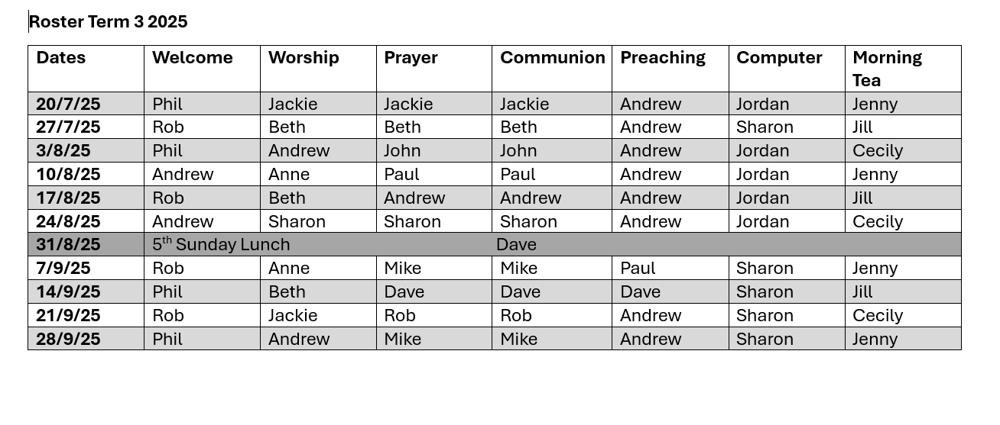 Roster Term 3 2025
Dates Welcome Worship Prayer Communion Preaching Computer Morning Tea
20/7/25 Phil Jackie Jackie Jackie Andrew Jordan Jenny
27/7/25 Rob Beth Beth Beth Andrew Sharon Jill
3/8/25 Phil Andrew John John Andrew Jordan Cecily
10/8/25 Andrew Anne Paul Paul Andrew Jordan Jenny
17/8/25 Rob Beth Andrew Andrew Andrew Jordan Jill
24/8/25 Andrew Sharon Sharon Sharon Andrew Jordan Cecily
31/8/25 5th Sunday Lunch Dave
7/9/25 Rob Anne Mike Mike Paul Sharon Jenny
14/9/25 Phil Beth Dave Dave Dave Sharon Jill
21/9/25 Rob Jackie Rob Rob Andrew Sharon Cecily
28/9/25 Phil Andrew Mike Mike Andrew Sharon Jenny